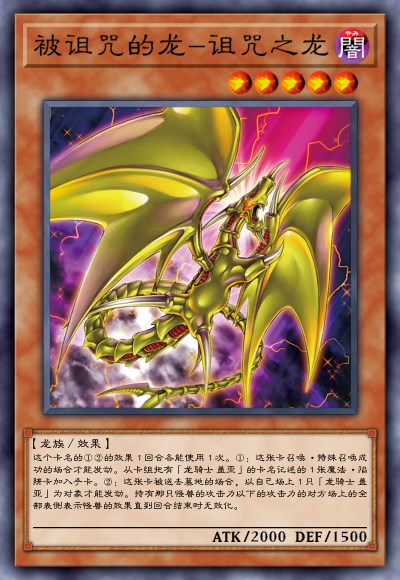 被诅咒的龙-诅咒之龙
やみ
闇
【龙族/效果】
这个卡名的①②的效果1回合各能使用1次。①：这张卡召唤·特殊召唤成
功的场合才能发动。从卡组把有「龙骑士 盖亚」的卡名记述的1张魔法·陷
阱卡加入手卡。②：这张卡被送去墓地的场合，以自己场上1只「龙骑士 盖
亚」为对象才能发动。持有那只怪兽的攻击力以下的攻击力的对方场上的全
部表侧表示怪兽的效果直到回合结束时无效化。
ATK/2000 DEF/1500